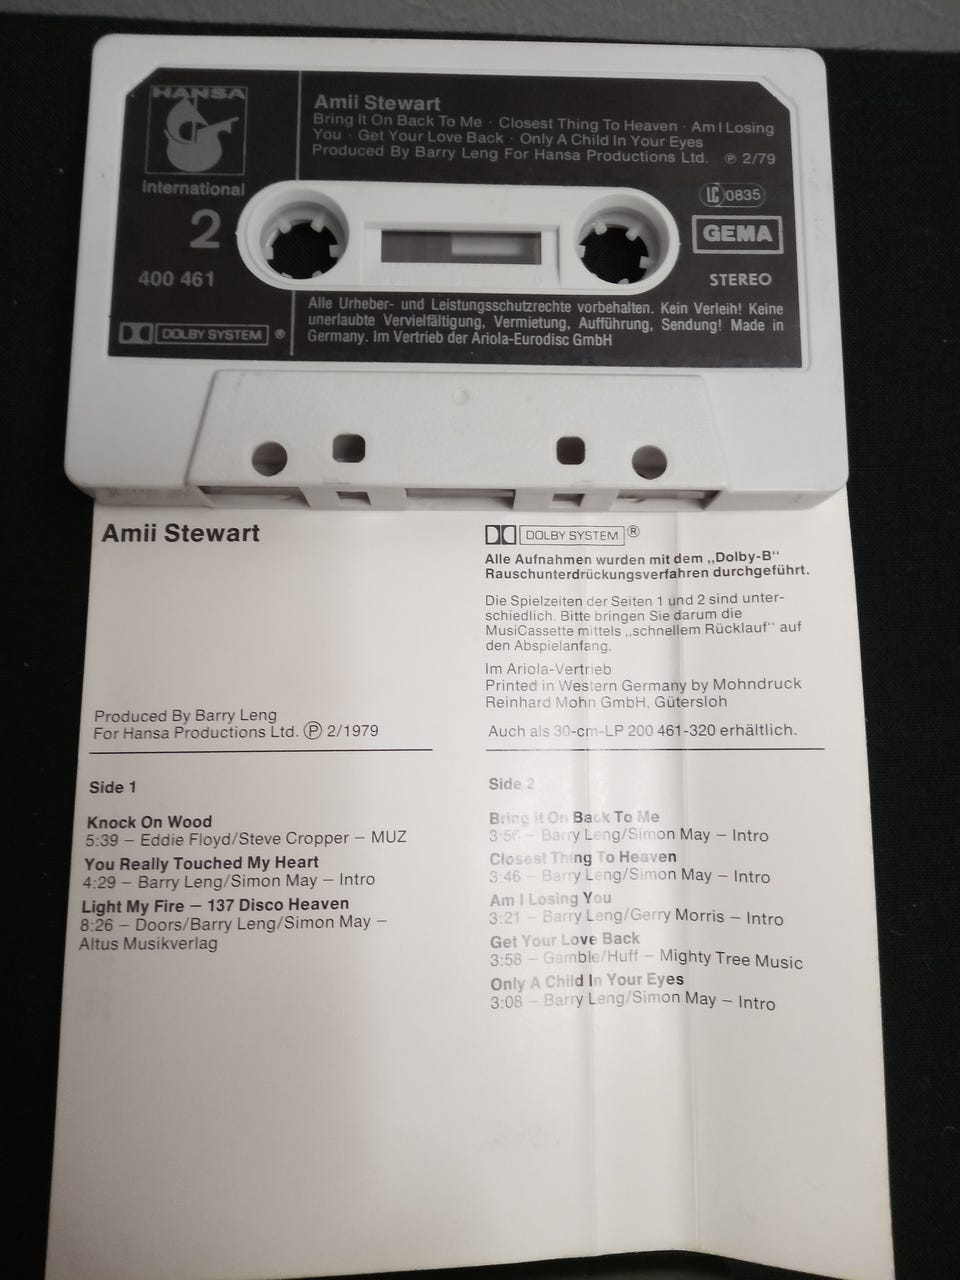 HANSA
International
2
400 461
DOLBY SYSTEM ®
Amii Stewart
Bring It On Back To Me · Closest Thing To Heaven · Am I Losing
You · Get Your Love Back · Only A Child In Your Eyes
Produced By Barry Leng For Hansa Productions Ltd. ℗ 2/79
LC 0835
GEMA
STEREO
Alle Urheber- und Leistungsschutzrechte vorbehalten. Kein Verleih! Keine
unerlaubte Vervielfältigung, Vermietung, Aufführung, Sendung! Made in
Germany. Im Vertrieb der Ariola-Eurodisc GmbH
Amii Stewart
Produced By Barry Leng
For Hansa Productions Ltd. ℗ 2/1979
Side 1
Knock On Wood
5:39 – Eddie Floyd/Steve Cropper – MUZ
You Really Touched My Heart
4:29 – Barry Leng/Simon May – Intro
Light My Fire – 137 Disco Heaven
8:26 – Doors/Barry Leng/Simon May –
Altus Musikverlag
DOLBY SYSTEM ®
Alle Aufnahmen wurden mit dem „Dolby-B“
Rauschunterdrückungsverfahren durchgeführt.
Die Spielzeiten der Seiten 1 und 2 sind unter-
schiedlich. Bitte bringen Sie darum die
MusiCassette mittels „schnellem Rücklauf“ auf
den Abspielanfang.
Im Ariola-Vertrieb
Printed in Western Germany by Mohndruck
Reinhard Mohn GmbH, Gütersloh
Auch als 30-cm-LP 200 461-320 erhältlich.
Side 2
Bring It On Back To Me
3:56 – Barry Leng/Simon May – Intro
Closest Thing To Heaven
3:46 – Barry Leng/Simon May – Intro
Am I Losing You
3:21 – Barry Leng/Gerry Morris – Intro
Get Your Love Back
3:58 – Gamble/Huff – Mighty Tree Music
Only A Child In Your Eyes
3:08 – Barry Leng/Simon May – Intro